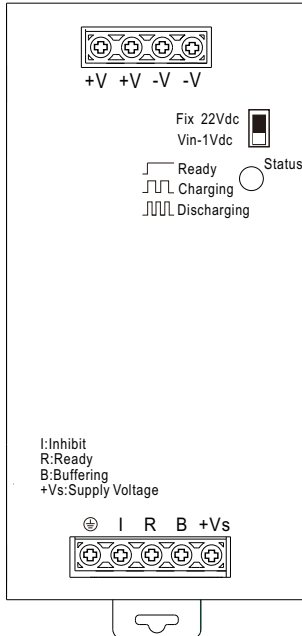 +V +V -V -V
Fix 22Vdc
Vin-1Vdc
Status
Ready
Charging
Discharging
I:Inhibit
R:Ready
B:Buffering
+Vs:Supply Voltage
I R B +Vs